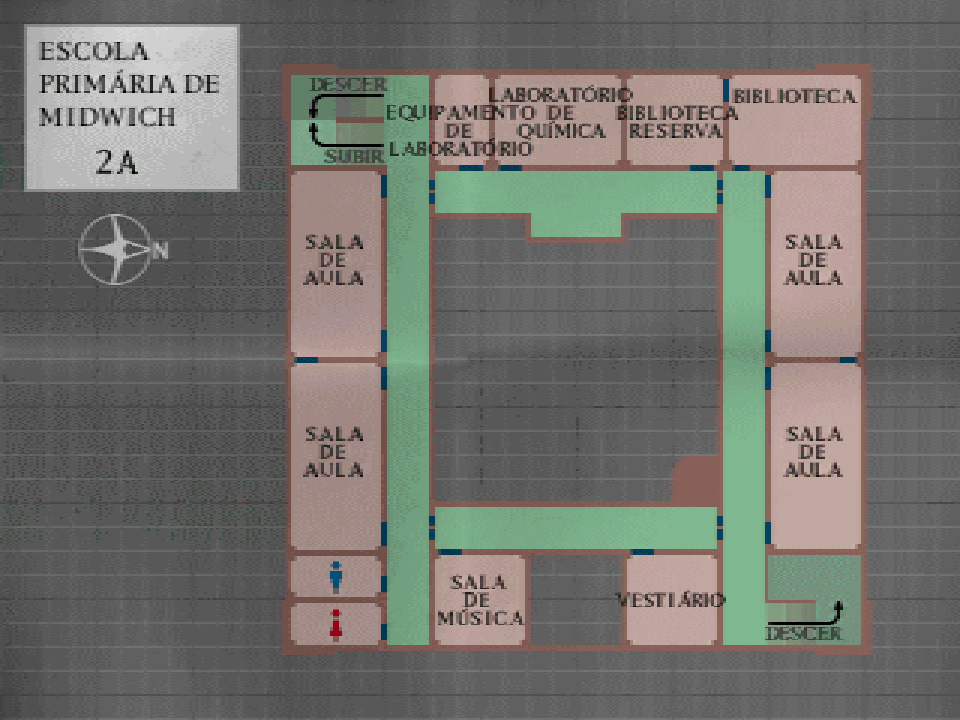 ESCOLA
PRIMÁRIA DE
MIDWICH
2A
N
DESCER
SUBIR
EQUIPAMENTO
DE
LABORATÓRIO
LABORATÓRIO
DE
QUÍMICA
BIBLIOTECA
RESERVA
BIBLIOTECA
SALA
DE
AULA
SALA
DE
AULA
SALA
DE
AULA
SALA
DE
AULA
SALA
DE
MÚSICA
VESTIÁRIO
DESCER